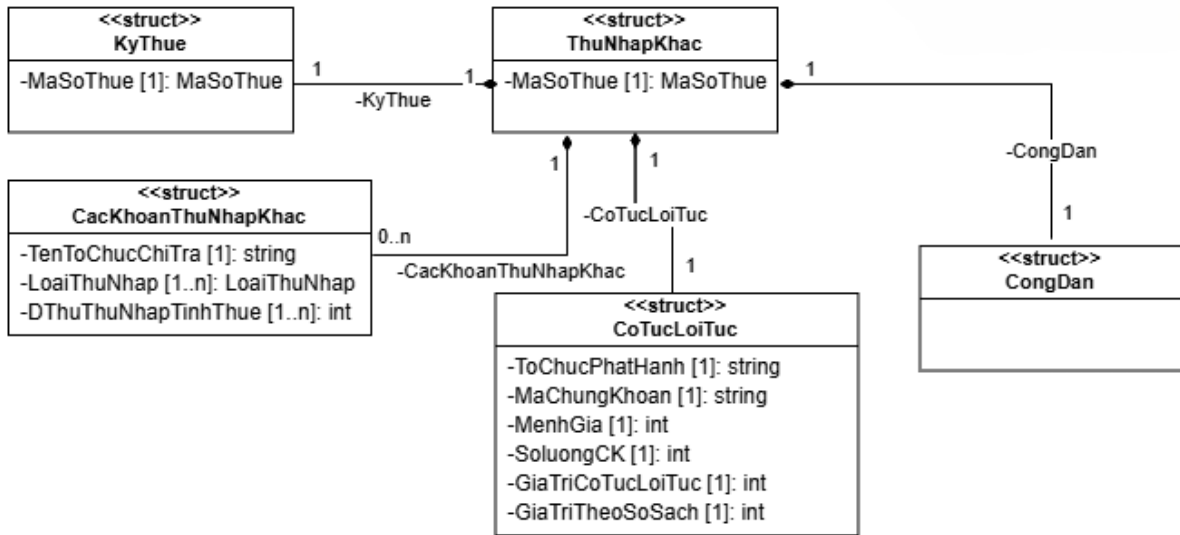 <<struct>>
KyThue
-MaSoThue [1]: MaSoThue
1
1
-KyThue
<<struct>>
ThuNhapKhac
-MaSoThue [1]: MaSoThue
1
-CongDan
1
1
1
-CoTucLoiTuc
1
<<struct>>
CacKhoanThuNhapKhac
-TenToChucChiTra [1]: string
-LoaiThuNhap [1..n]: LoaiThuNhap
-DThuThuNhapTinhThue [1..n]: int
0..n
-CacKhoanThuNhapKhac
<<struct>>
CoTucLoiTuc
-ToChucPhatHanh [1]: string
-MaChungKhoan [1]: string
-MenhGia [1]: int
-SoluongCK [1]: int
-GiaTriCoTucLoiTuc [1]: int
-GiaTriTheoSoSach [1]: int
<<struct>>
CongDan